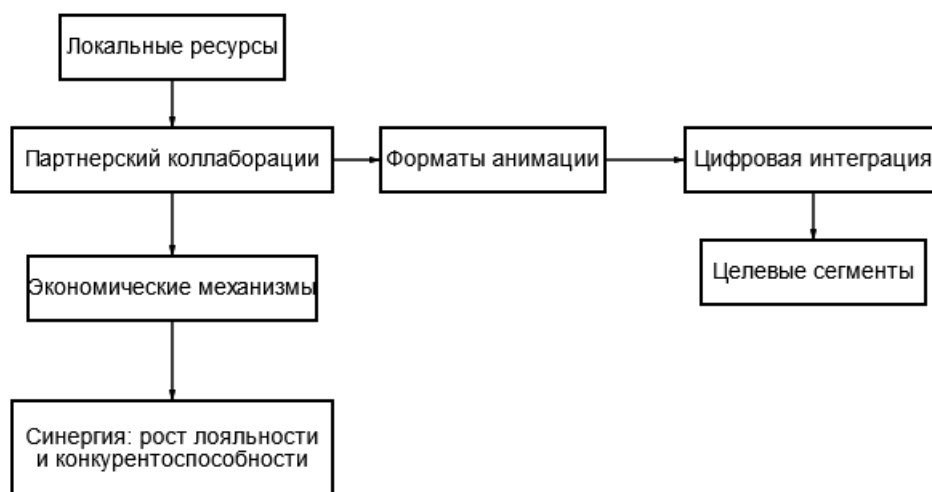 Локальные ресурсы
Партнерский коллаборации
Форматы анимации
Цифровая интеграция
Экономические механизмы
Целевые сегменты
Синергия: рост лояльности
и конкурентоспособности